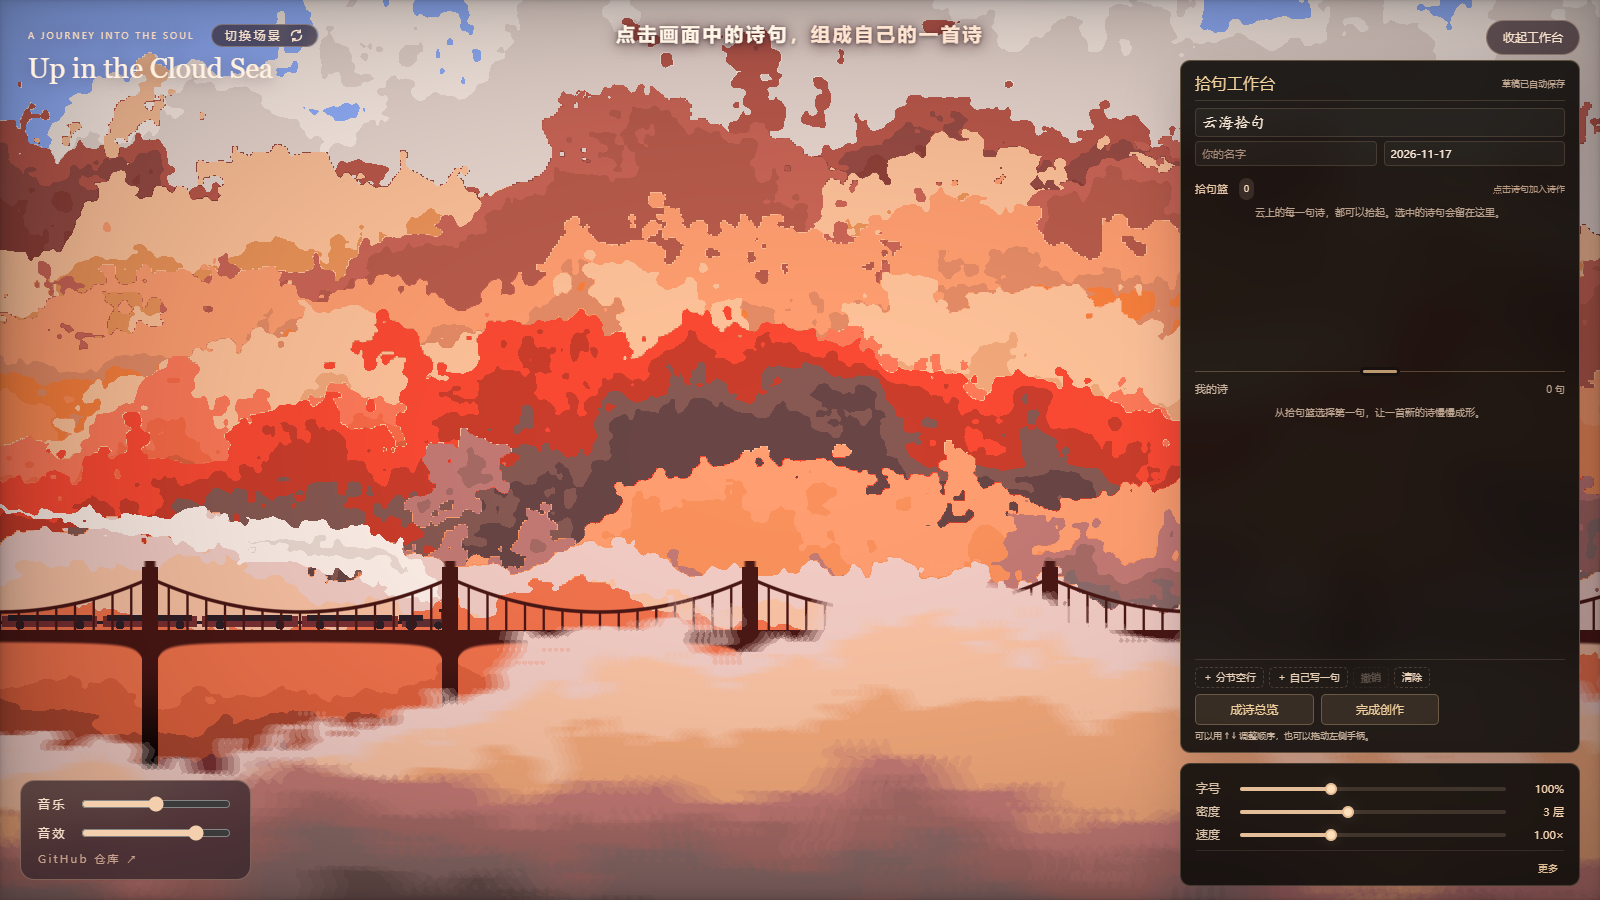 A JOURNEY INTO THE SOUL
切换场景
Up in the Cloud Sea
点击画面中的诗句，组成自己的一首诗
收起工作台
拾句工作台
草稿已自动保存
云海拾句
你的名字
2026-11-17
拾句篮 0
点击诗句加入诗作
云上的每一句诗，都可以拾起。选中的诗句会留在这里。
我的诗
0 句
从拾句篮选择第一句，让一首新的诗慢慢成形。
+ 分节空行
+ 自己写一句
撤销
清除
成诗总览
完成创作
可以用↑↓调整顺序，也可以拖动左侧手柄。
字号 100%
密度 3 层
速度 1.00×
更多
音乐
音效
GitHub 仓库 ↗